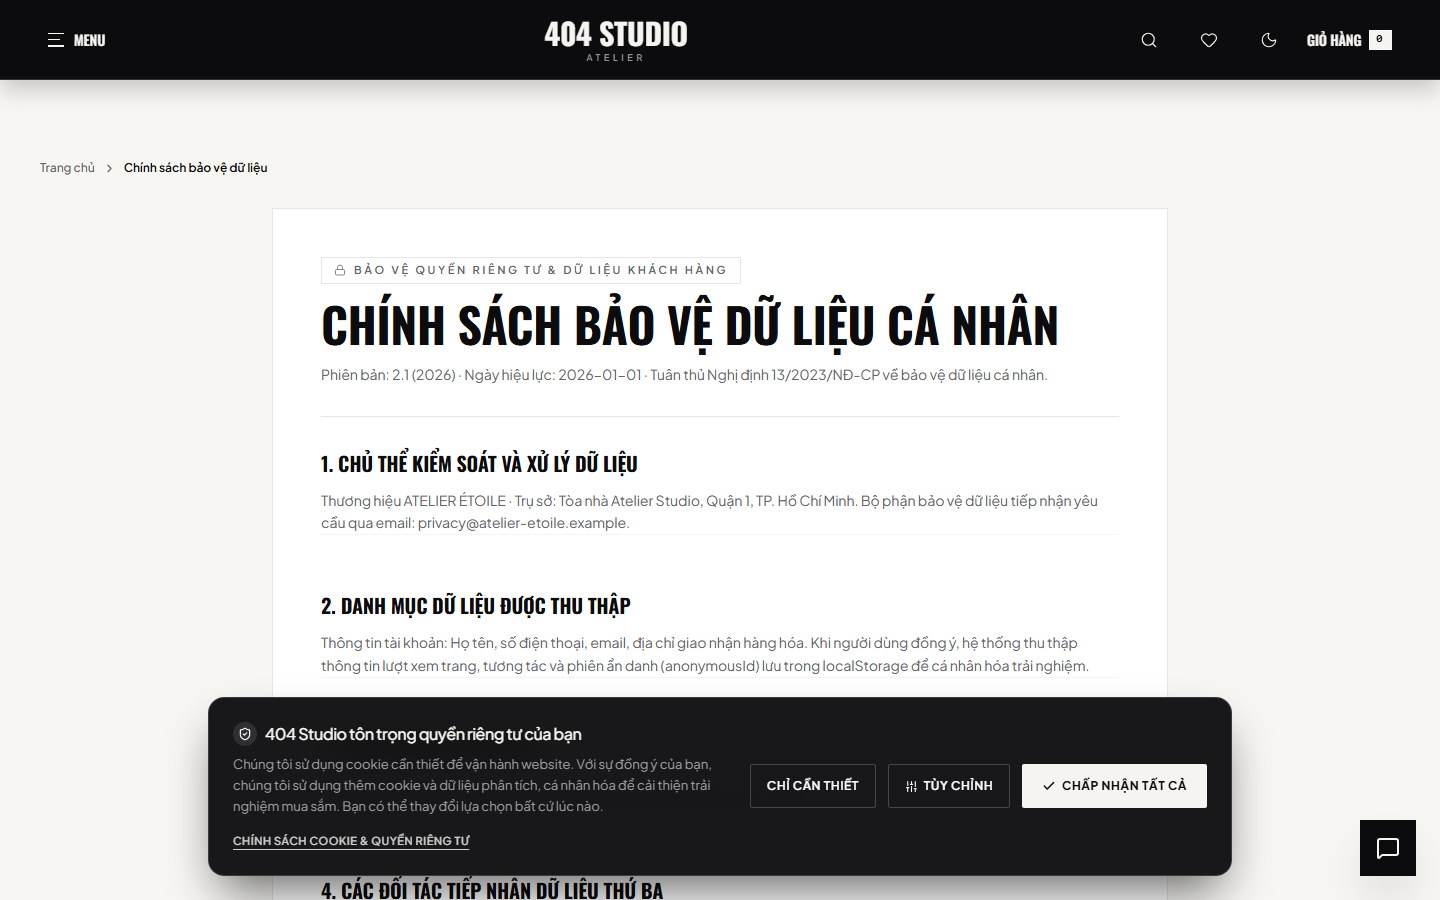 MENU
404 STUDIO
ATELIER
GIỎ HÀNG 0
Trang chủ > Chính sách bảo vệ dữ liệu
BẢO VỆ QUYỀN RIÊNG TƯ & DỮ LIỆU KHÁCH HÀNG
CHÍNH SÁCH BẢO VỆ DỮ LIỆU CÁ NHÂN
Phiên bản: 2.1 (2026) · Ngày hiệu lực: 2026-01-01 · Tuân thủ Nghị định 13/2023/NĐ-CP về bảo vệ dữ liệu cá nhân.
1. CHỦ THỂ KIỂM SOÁT VÀ XỬ LÝ DỮ LIỆU
Thương hiệu ATELIER ÉTOILE · Trụ sở: Tòa nhà Atelier Studio, Quận 1, TP. Hồ Chí Minh. Bộ phận bảo vệ dữ liệu tiếp nhận yêu
cầu qua email: privacy@atelier-etoile.example.
2. DANH MỤC DỮ LIỆU ĐƯỢC THU THẬP
Thông tin tài khoản: Họ tên, số điện thoại, email, địa chỉ giao nhận hàng hóa. Khi người dùng đồng ý, hệ thống thu thập
thông tin lượt xem trang, tương tác và phiên ẩn danh (anonymousId) lưu trong localStorage để cá nhân hóa trải nghiệm.
404 Studio tôn trọng quyền riêng tư của bạn
Chúng tôi sử dụng cookie cần thiết để vận hành website. Với sự đồng ý của bạn,
chúng tôi sử dụng thêm cookie và dữ liệu phân tích, cá nhân hóa để cải thiện trải
nghiệm mua sắm. Bạn có thể thay đổi lựa chọn bất cứ lúc nào.
CHÍNH SÁCH COOKIE & QUYỀN RIÊNG TƯ
CHỈ CẦN THIẾT
TÙY CHỈNH
CHẤP NHẬN TẤT CẢ
4. CÁC ĐỐI TÁC TIẾP NHẬN DỮ LIỆU THỨ BA